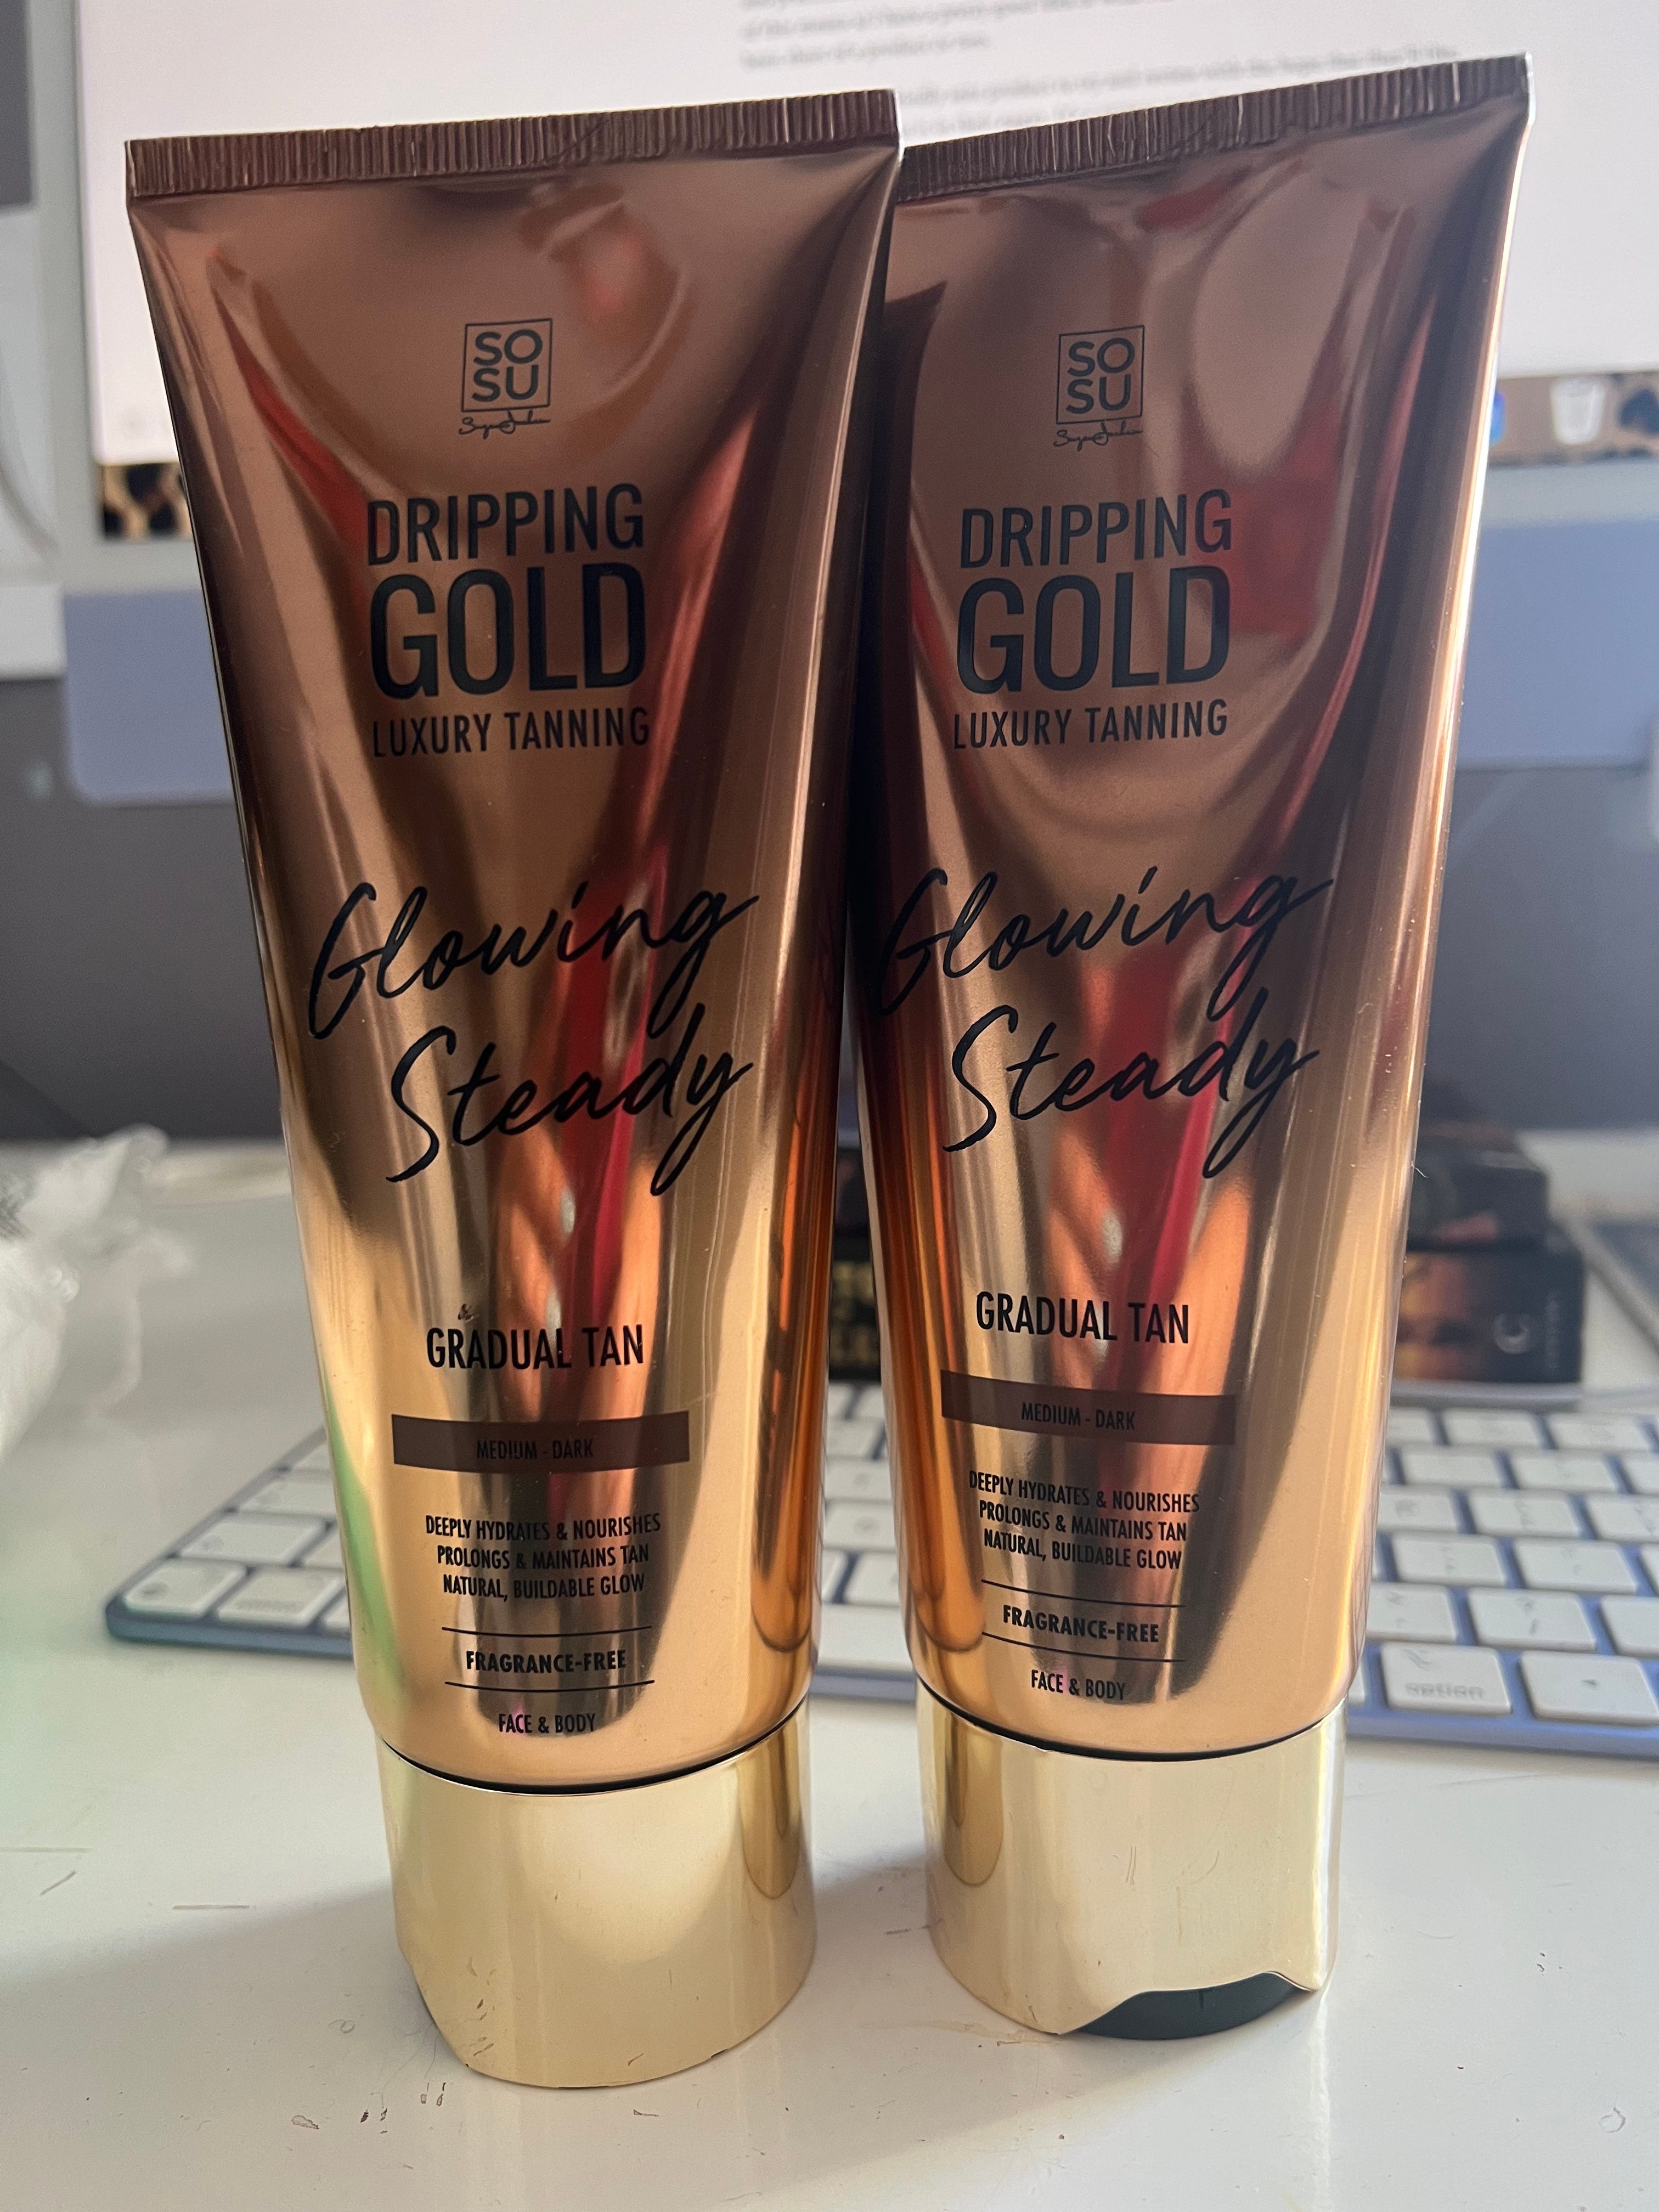 SO
SU
DRIPPING
GOLD
LUXURY TANNING
Glowing
Steady
GRADUAL TAN
MEDIUM - DARK
DEEPLY HYDRATES & NOURISHES
PROLONGS & MAINTAINS TAN
NATURAL, BUILDABLE GLOW
FRAGRANCE-FREE
FACE & BODY
SO
SU
DRIPPING
GOLD
LUXURY TANNING
Glowing
Steady
GRADUAL TAN
MEDIUM - DARK
DEEPLY HYDRATES & NOURISHES
PROLONGS & MAINTAINS TAN
NATURAL, BUILDABLE GLOW
FRAGRANCE-FREE
FACE & BODY
option